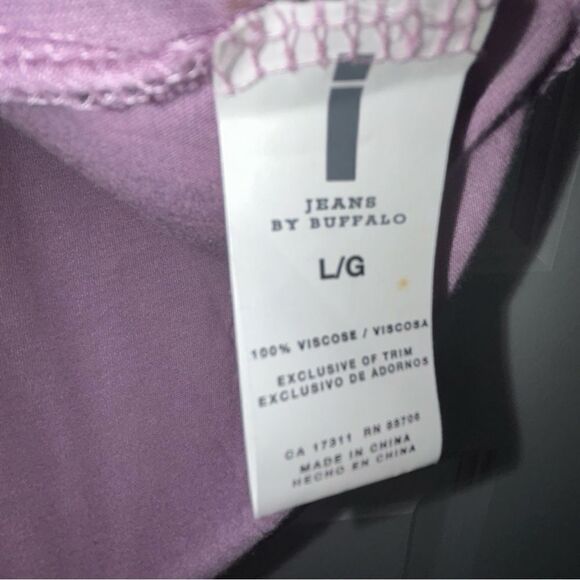 i
JEANS
BY BUFFALO
L/G
100% VISCOSE / VISCOSA
EXCLUSIVE OF TRIM
EXCLUSIVO DE ADORNOS
CA 17311 RN 88706
MADE IN CHINA
HECHO EN CHINA